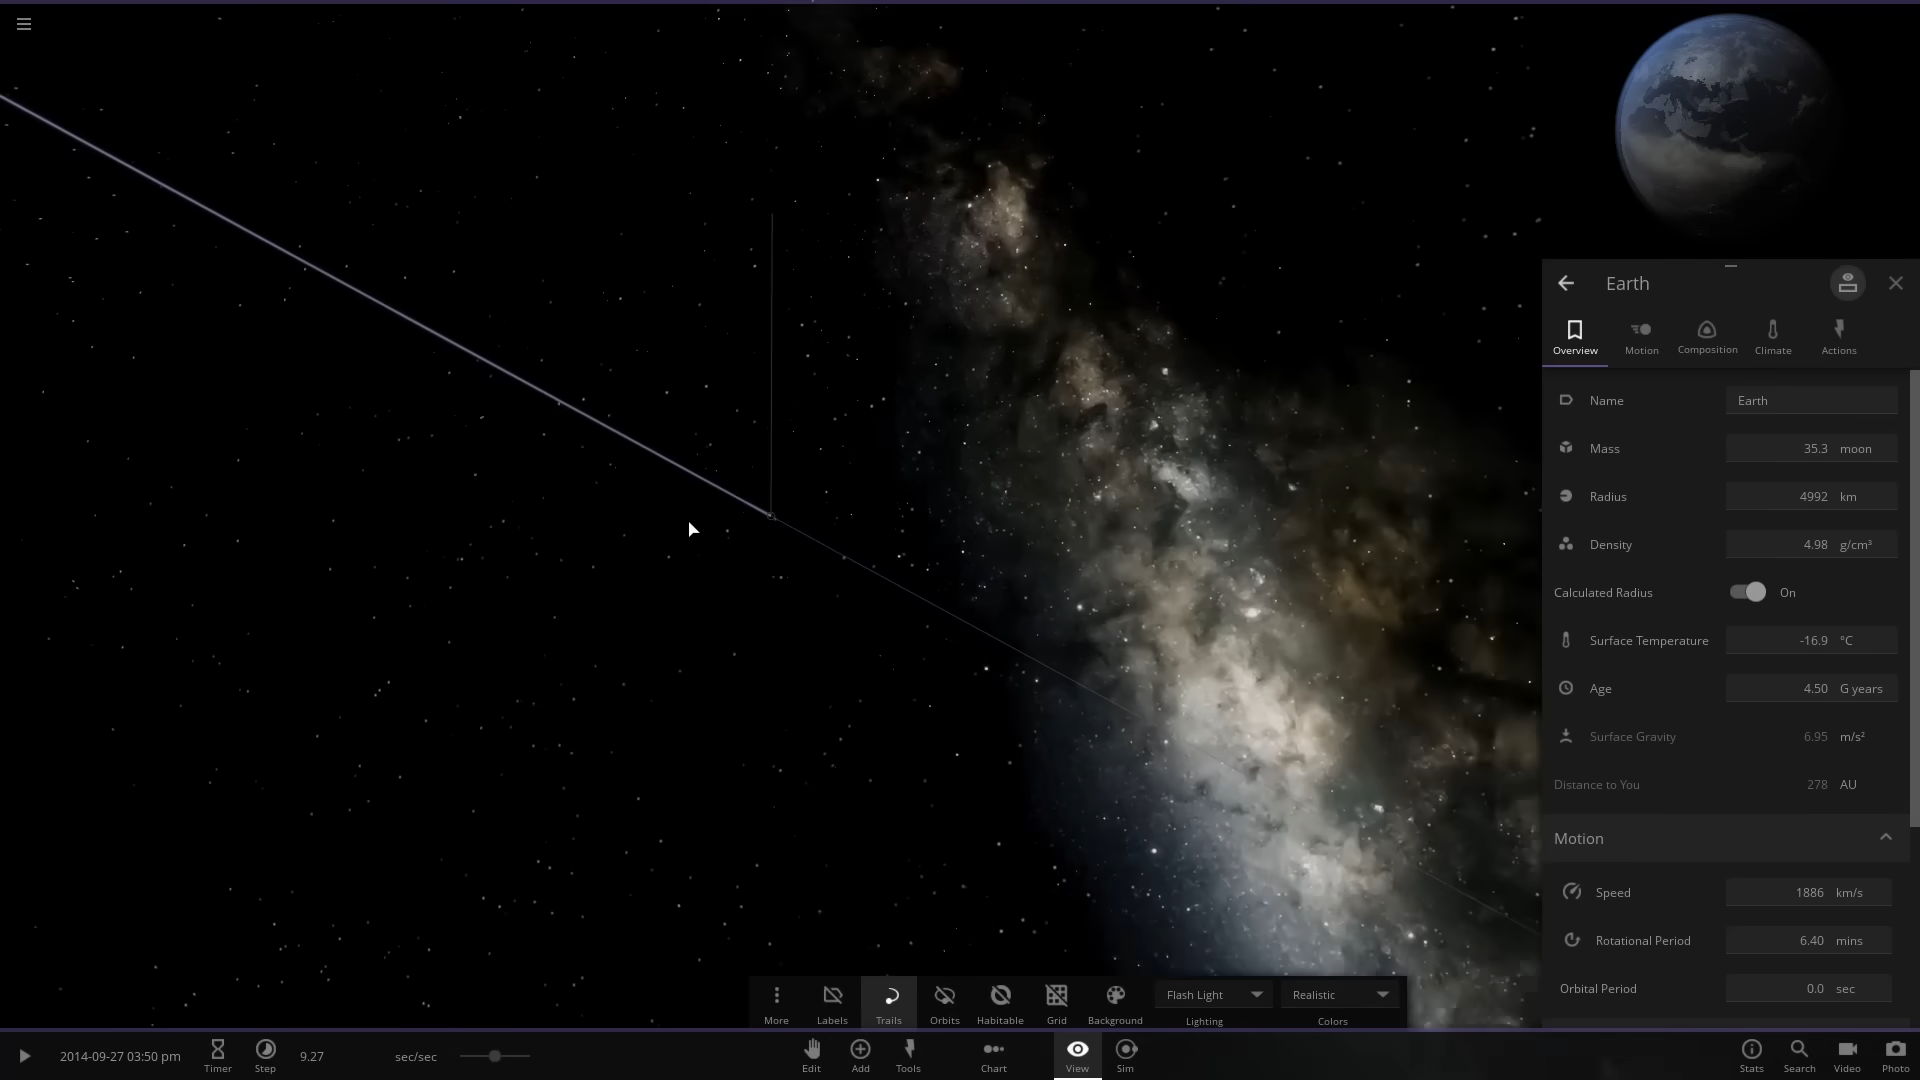 Earth
Overview
Motion
Composition
Climate
Actions
Name Earth
Mass 35.3 moon
Radius 4992 km
Density 4.98 g/cm³
Calculated Radius On
Surface Temperature -16.9 °C
Age 4.50 G years
Surface Gravity 6.95 m/s²
Distance to You 278 AU
Motion
Speed 1886 km/s
Rotational Period 6.40 mins
Orbital Period 0.0 sec
More
Labels
Trails
Orbits
Habitable
Grid
Background
Flash Light
Lighting
Realistic
Colors
2014-09-27 03:50 pm
Timer
Step
9.27 sec/sec
Edit
Add
Tools
Chart
View
Sim
Stats
Search
Video
Photo